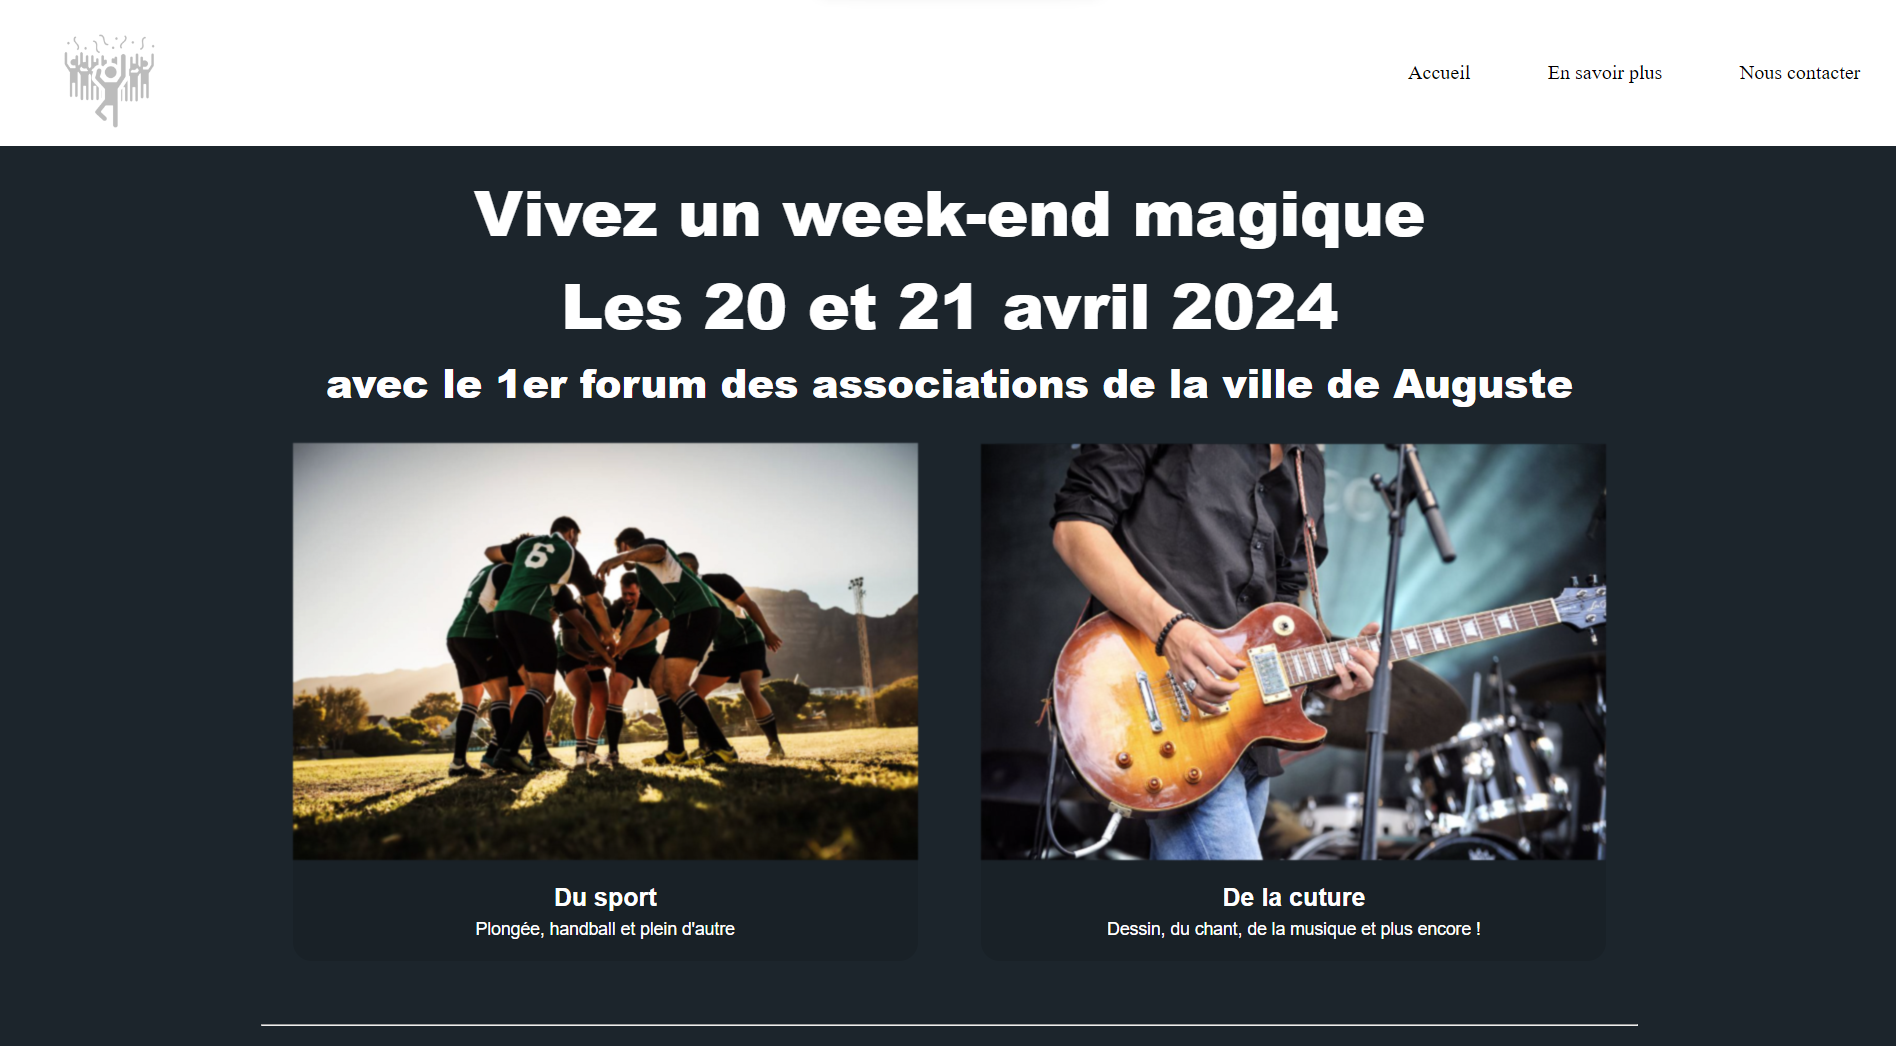 Accueil
En savoir plus
Nous contacter
Vivez un week-end magique
Les 20 et 21 avril 2024
avec le 1er forum des associations de la ville de Auguste
6
Du sport
Plongée, handball et plein d'autre
De la cuture
Dessin, du chant, de la musique et plus encore !